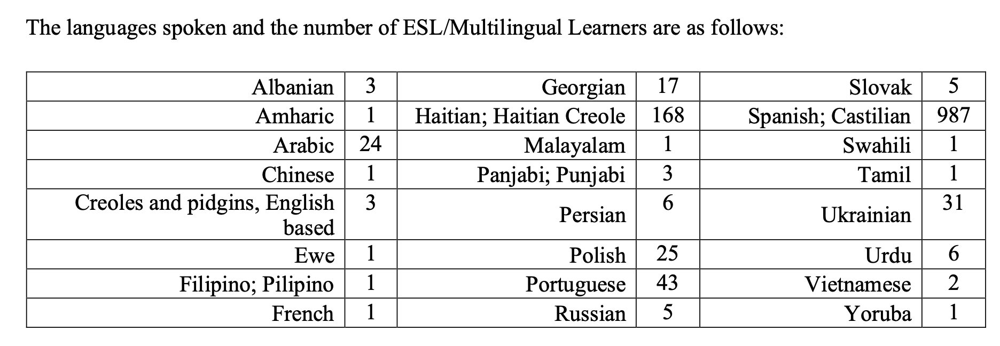 The languages spoken and the number of ESL/Multilingual Learners are as follows:
Albanian 3 Georgian 17 Slovak 5
Amharic 1 Haitian; Haitian Creole 168 Spanish; Castilian 987
Arabic 24 Malayalam 1 Swahili 1
Chinese 1 Panjabi; Punjabi 3 Tamil 1
Creoles and pidgins, English
based 3 Persian 6 Ukrainian 31
Ewe 1 Polish 25 Urdu 6
Filipino; Pilipino 1 Portuguese 43 Vietnamese 2
French 1 Russian 5 Yoruba 1